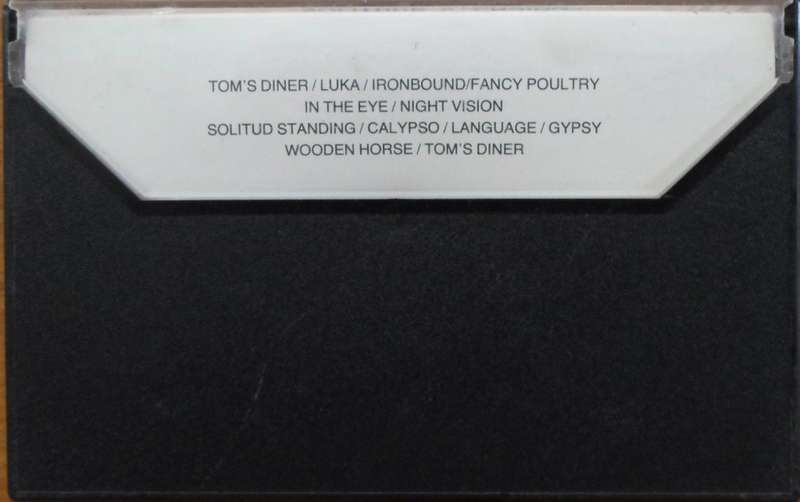 TOM'S DINER / LUKA / IRONBOUND/FANCY POULTRY
IN THE EYE / NIGHT VISION
SOLITUD STANDING / CALYPSO / LANGUAGE / GYPSY
WOODEN HORSE / TOM'S DINER